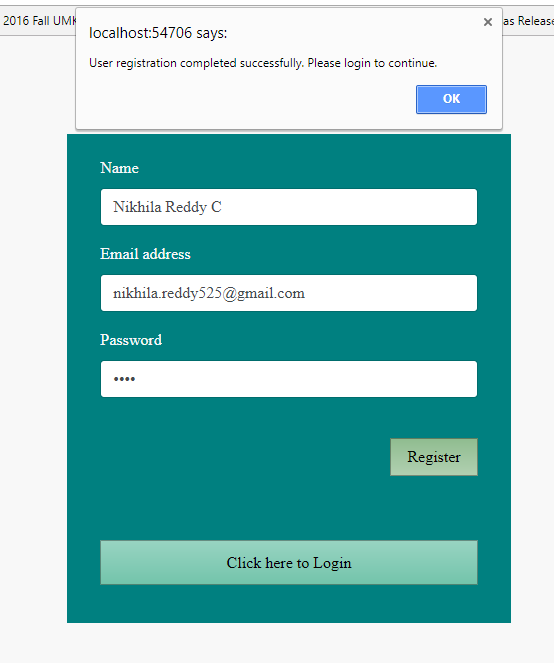 2016 Fall UMK
as Release
localhost:54706 says:
User registration completed successfully. Please login to continue.
OK
Name
Nikhila Reddy C
Email address
nikhila.reddy525@gmail.com
Password
••••
Register
Click here to Login